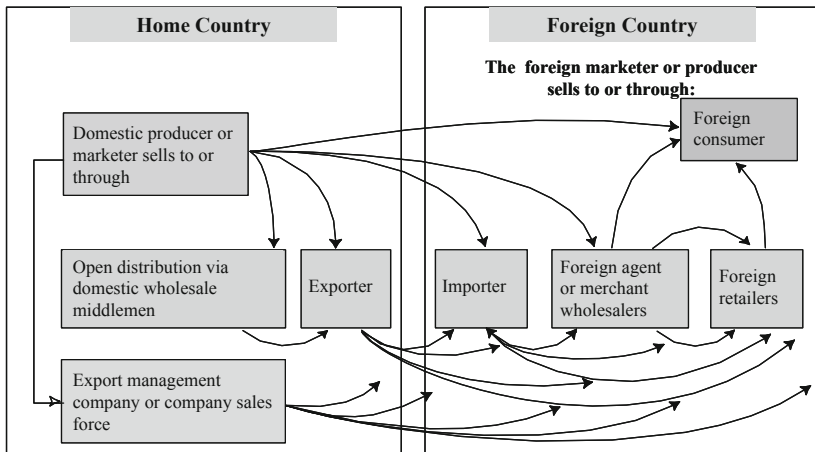 Home Country
Foreign Country
The foreign marketer or producer
sells to or through:
Domestic producer or
marketer sells to or
through
Foreign
consumer
Open distribution via
domestic wholesale
middlemen
Exporter
Importer
Foreign agent
or merchant
wholesalers
Foreign
retailers
Export management
company or company sales
force